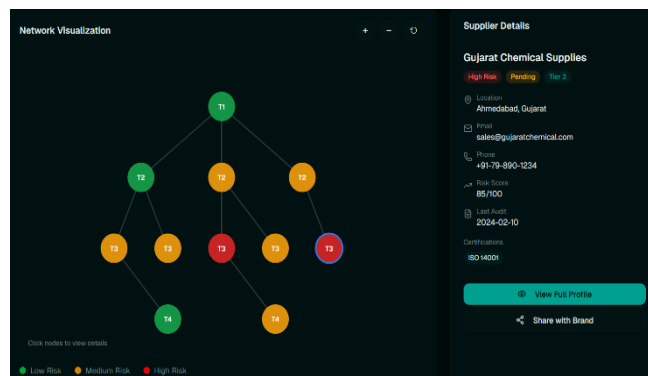 Network Visualization
+ −
T1
T2 T2 T2
T3 T3 T3 T3 T3
T4 T4
Click nodes to view details
Low Risk Medium Risk High Risk
Supplier Details
Gujarat Chemical Supplies
High Risk Pending Tier 3
Location
Ahmedabad, Gujarat
Email
sales@gujaratchemical.com
Phone
+91-79-890-1234
Risk Score
85/100
Last Audit
2024-02-10
Certifications
ISO 14001
View Full Profile
Share with Brand